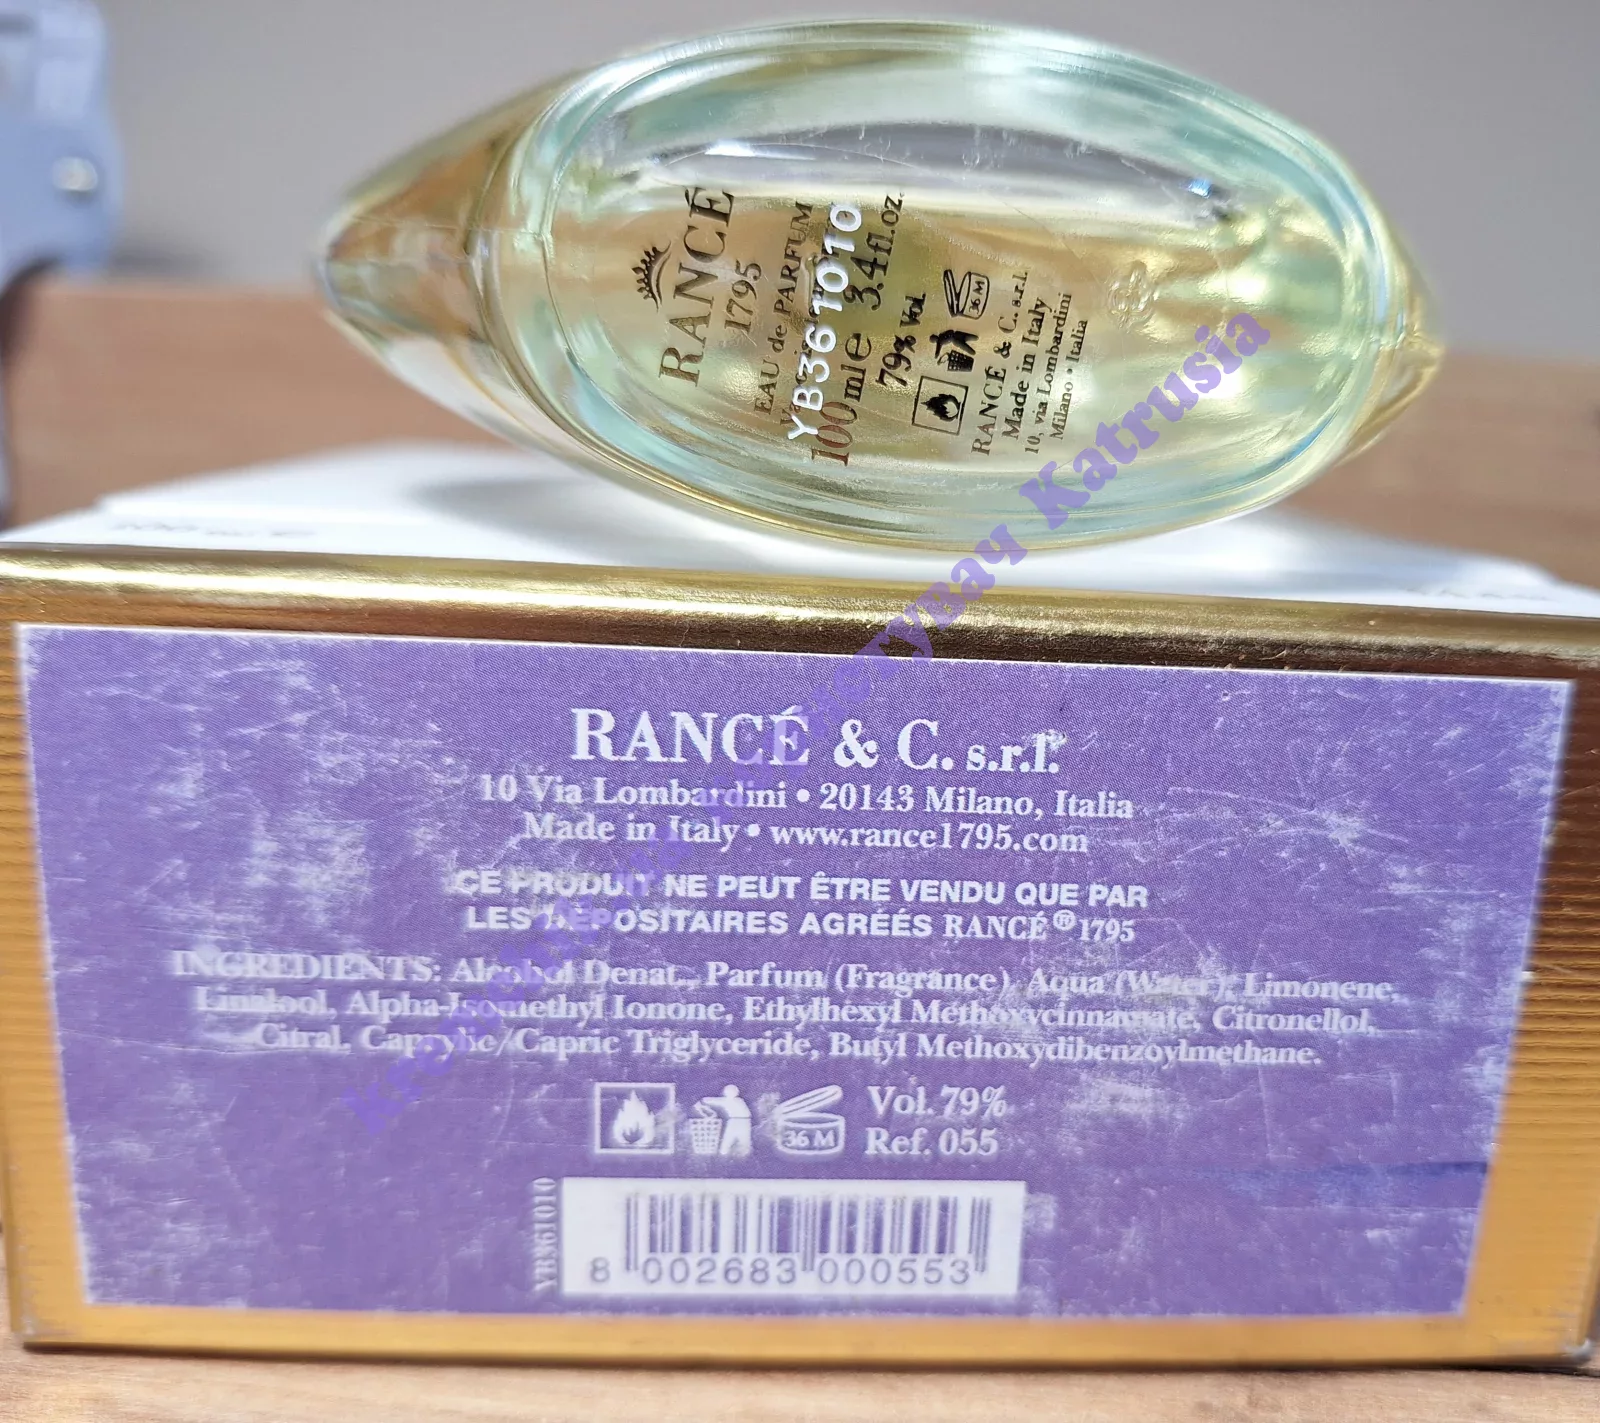 RANCÉ
1795
EAU de PARFUM
YB361010
100 ml e 3.4fl.oz.
79% Vol.
36 M
RANCÉ & C. s.r.l.
Made in Italy
10, via Lombardini
Milano • Italia
Katrusia
RANCÉ & C. s.r.l.
10 Via Lombardini • 20143 Milano, Italia
Made in Italy • www.rance1795.com
CE PRODUIT NE PEUT ÊTRE VENDU QUE PAR
LES DÉPOSITAIRES AGRÉÉS RANCÉ® 1795
INGREDIENTS: Alcohol Denat., Parfum (Fragrance), Aqua (Water), Limonene,
Linalool, Alpha-Isomethyl Ionone, Ethylhexyl Methoxycinnamate, Citronellol,
Citral, Caprylic/Capric Triglyceride, Butyl Methoxydibenzoylmethane.
36 M
Vol. 79%
Ref. 055
YB361010
8 002683 000553